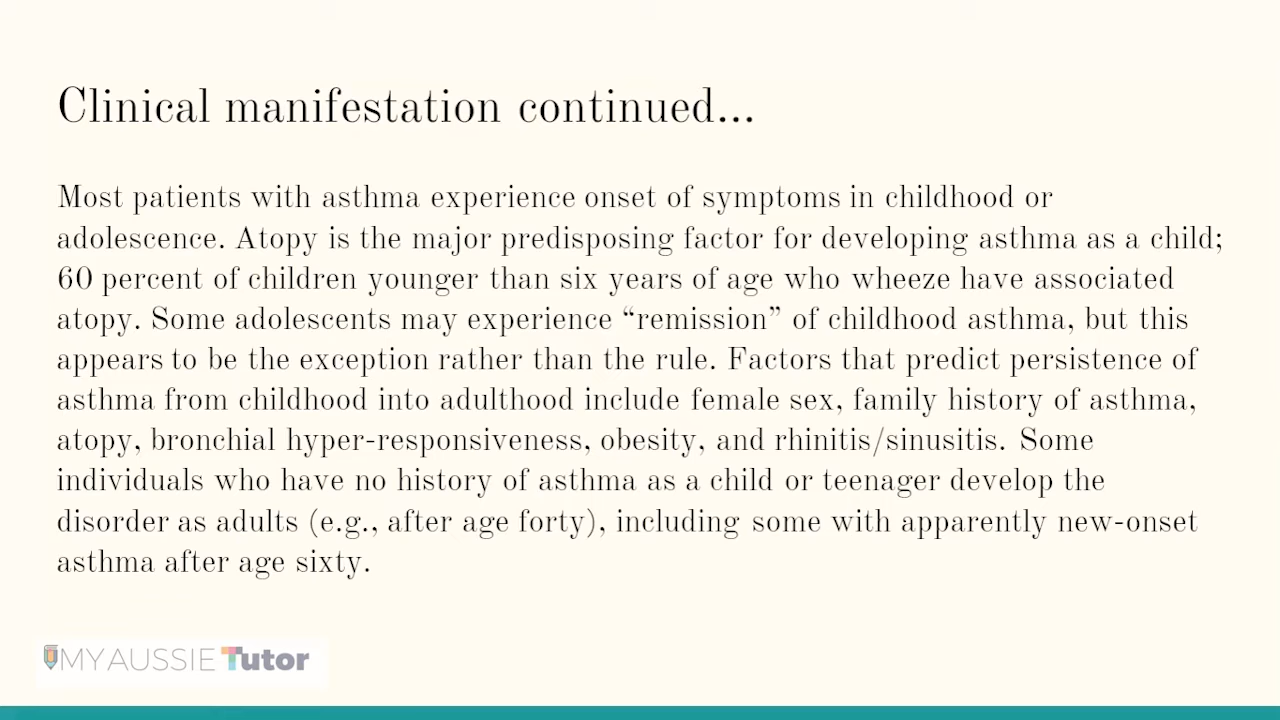 Clinical manifestation continued...
Most patients with asthma experience onset of symptoms in childhood or
adolescence. Atopy is the major predisposing factor for developing asthma as a child;
60 percent of children younger than six years of age who wheeze have associated
atopy. Some adolescents may experience “remission” of childhood asthma, but this
appears to be the exception rather than the rule. Factors that predict persistence of
asthma from childhood into adulthood include female sex, family history of asthma,
atopy, bronchial hyper-responsiveness, obesity, and rhinitis/sinusitis. Some
individuals who have no history of asthma as a child or teenager develop the
disorder as adults (e.g., after age forty), including some with apparently new-onset
asthma after age sixty.
MY AUSSIE Tutor